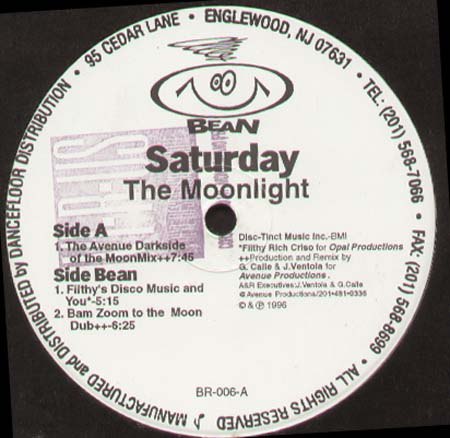 ♪ MANUFACTURED and DISTRIBUTED by DANCEFLOOR DISTRIBUTION • 95 CEDAR LANE • ENGLEWOOD, NJ 07631 • TEL: (201) 568-7066 • FAX: (201) 568-8699 • ALL RIGHTS RESERVED
BEAN
Saturday
The Moonlight
Side A
1. The Avenue Darkside
of the MoonMix++7:45
Side Bean
1. Filthy's Disco Music and
You*-5:15
2. Bam Zoom to the Moon
Dub++-6:25
Disc-Tinct Music Inc.-BMI
*Filthy Rich Criso for Opal Productions
++Production and Remix by
G. Calle & J.Ventola for
Avenue Productions.
A&R Executives:J.Ventola & G.Calle
@ Avenue Productions/201-481-0336
© & ℗ 1996
BR-006-A